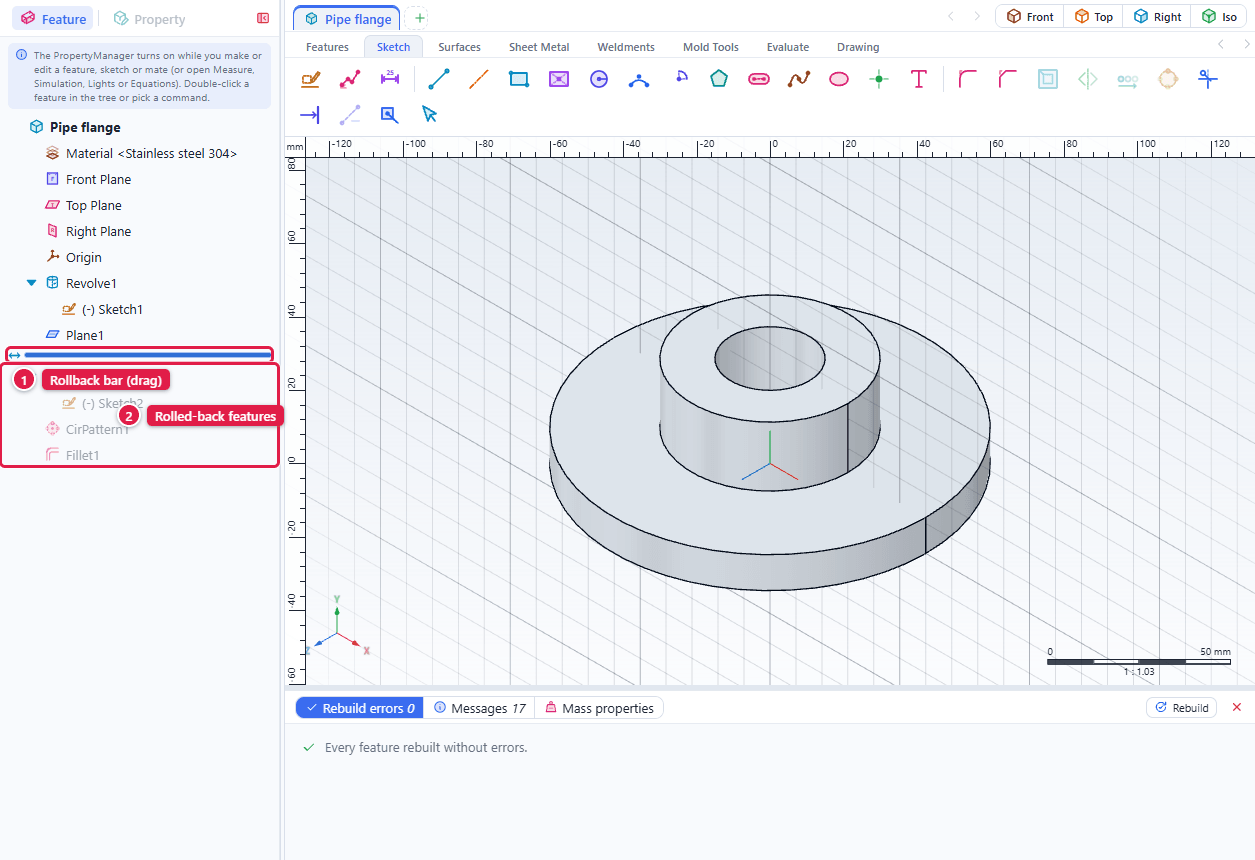 Feature
Property
The PropertyManager turns on while you make or
edit a feature, sketch or mate (or open Measure,
Simulation, Lights or Equations). Double-click a
feature in the tree or pick a command.
Pipe flange
Material <Stainless steel 304>
Front Plane
Top Plane
Right Plane
Origin
Revolve1
(-) Sketch1
Plane1
1 Rollback bar (drag)
(-) Sketch2
2 Rolled-back features
CirPattern1
Fillet1
Pipe flange
Front
Top
Right
Iso
Features
Sketch
Surfaces
Sheet Metal
Weldments
Mold Tools
Evaluate
Drawing
25
mm
-120
-100
-80
-60
-40
-20
0
20
40
60
80
100
120
80
60
40
20
0
-20
-40
-60
Y
X
Z
0
50 mm
1 : 1.03
Rebuild errors 0
Messages 17
Mass properties
Rebuild
Every feature rebuilt without errors.